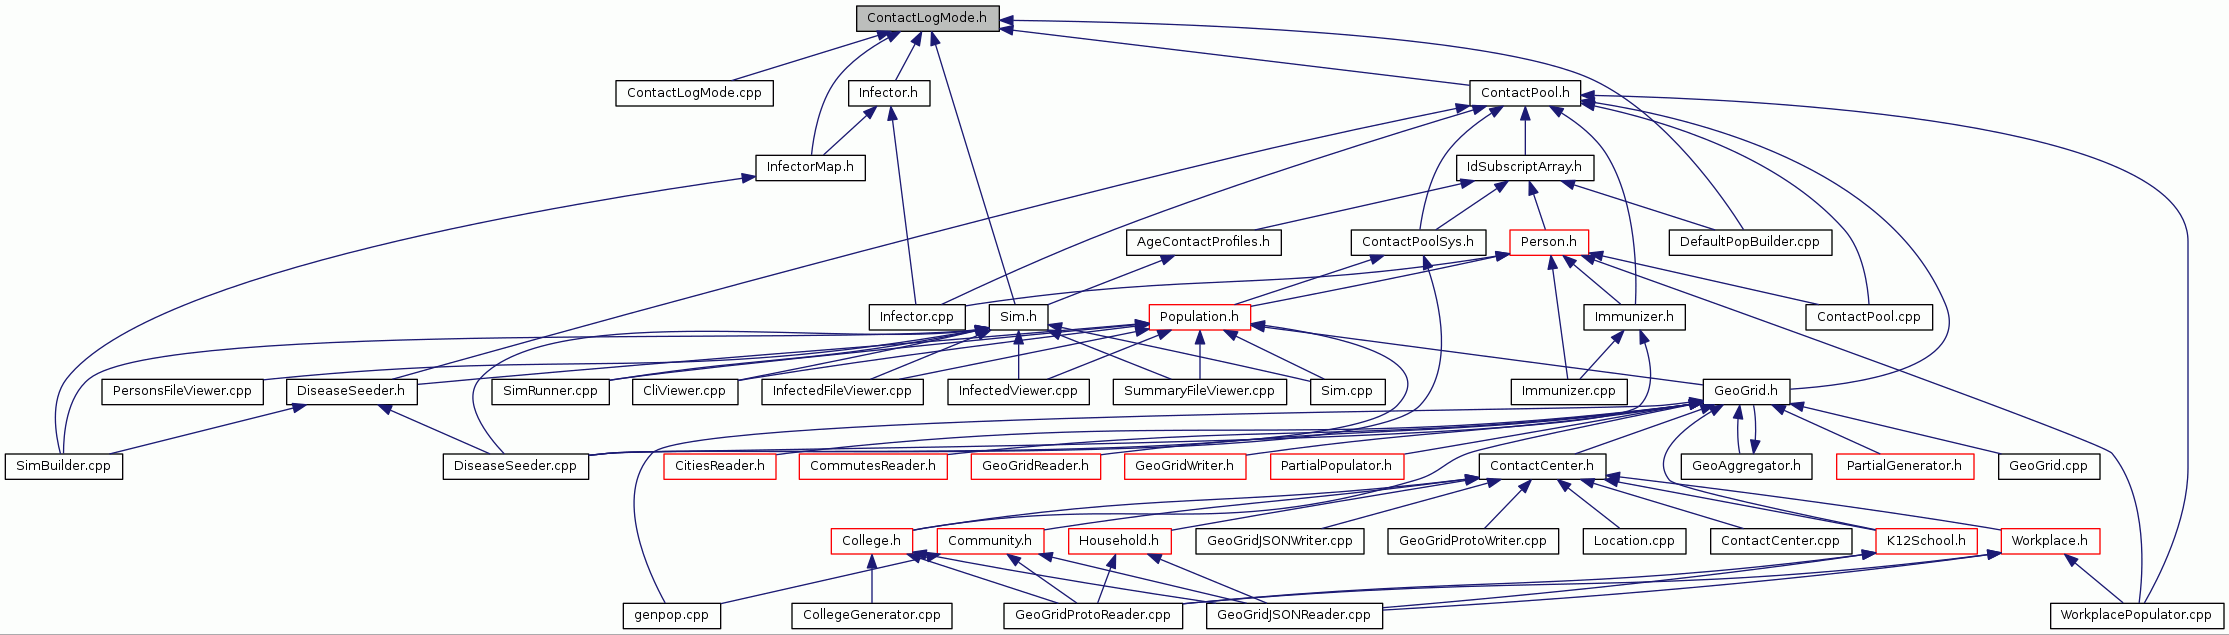 ContactLogMode.h
ContactLogMode.cpp
Infector.h
ContactPool.h
InfectorMap.h
IdSubscriptArray.h
AgeContactProfiles.h
ContactPoolSys.h
Person.h
DefaultPopBuilder.cpp
Infector.cpp
Sim.h
Population.h
Immunizer.h
ContactPool.cpp
PersonsFileViewer.cpp
DiseaseSeeder.h
SimRunner.cpp
CliViewer.cpp
InfectedFileViewer.cpp
InfectedViewer.cpp
SummaryFileViewer.cpp
Sim.cpp
Immunizer.cpp
GeoGrid.h
SimBuilder.cpp
DiseaseSeeder.cpp
CitiesReader.h
CommutesReader.h
GeoGridReader.h
GeoGridWriter.h
PartialPopulator.h
ContactCenter.h
GeoAggregator.h
PartialGenerator.h
GeoGrid.cpp
College.h
Community.h
Household.h
GeoGridJSONWriter.cpp
GeoGridProtoWriter.cpp
Location.cpp
ContactCenter.cpp
K12School.h
Workplace.h
genpop.cpp
CollegeGenerator.cpp
GeoGridProtoReader.cpp
GeoGridJSONReader.cpp
WorkplacePopulator.cpp